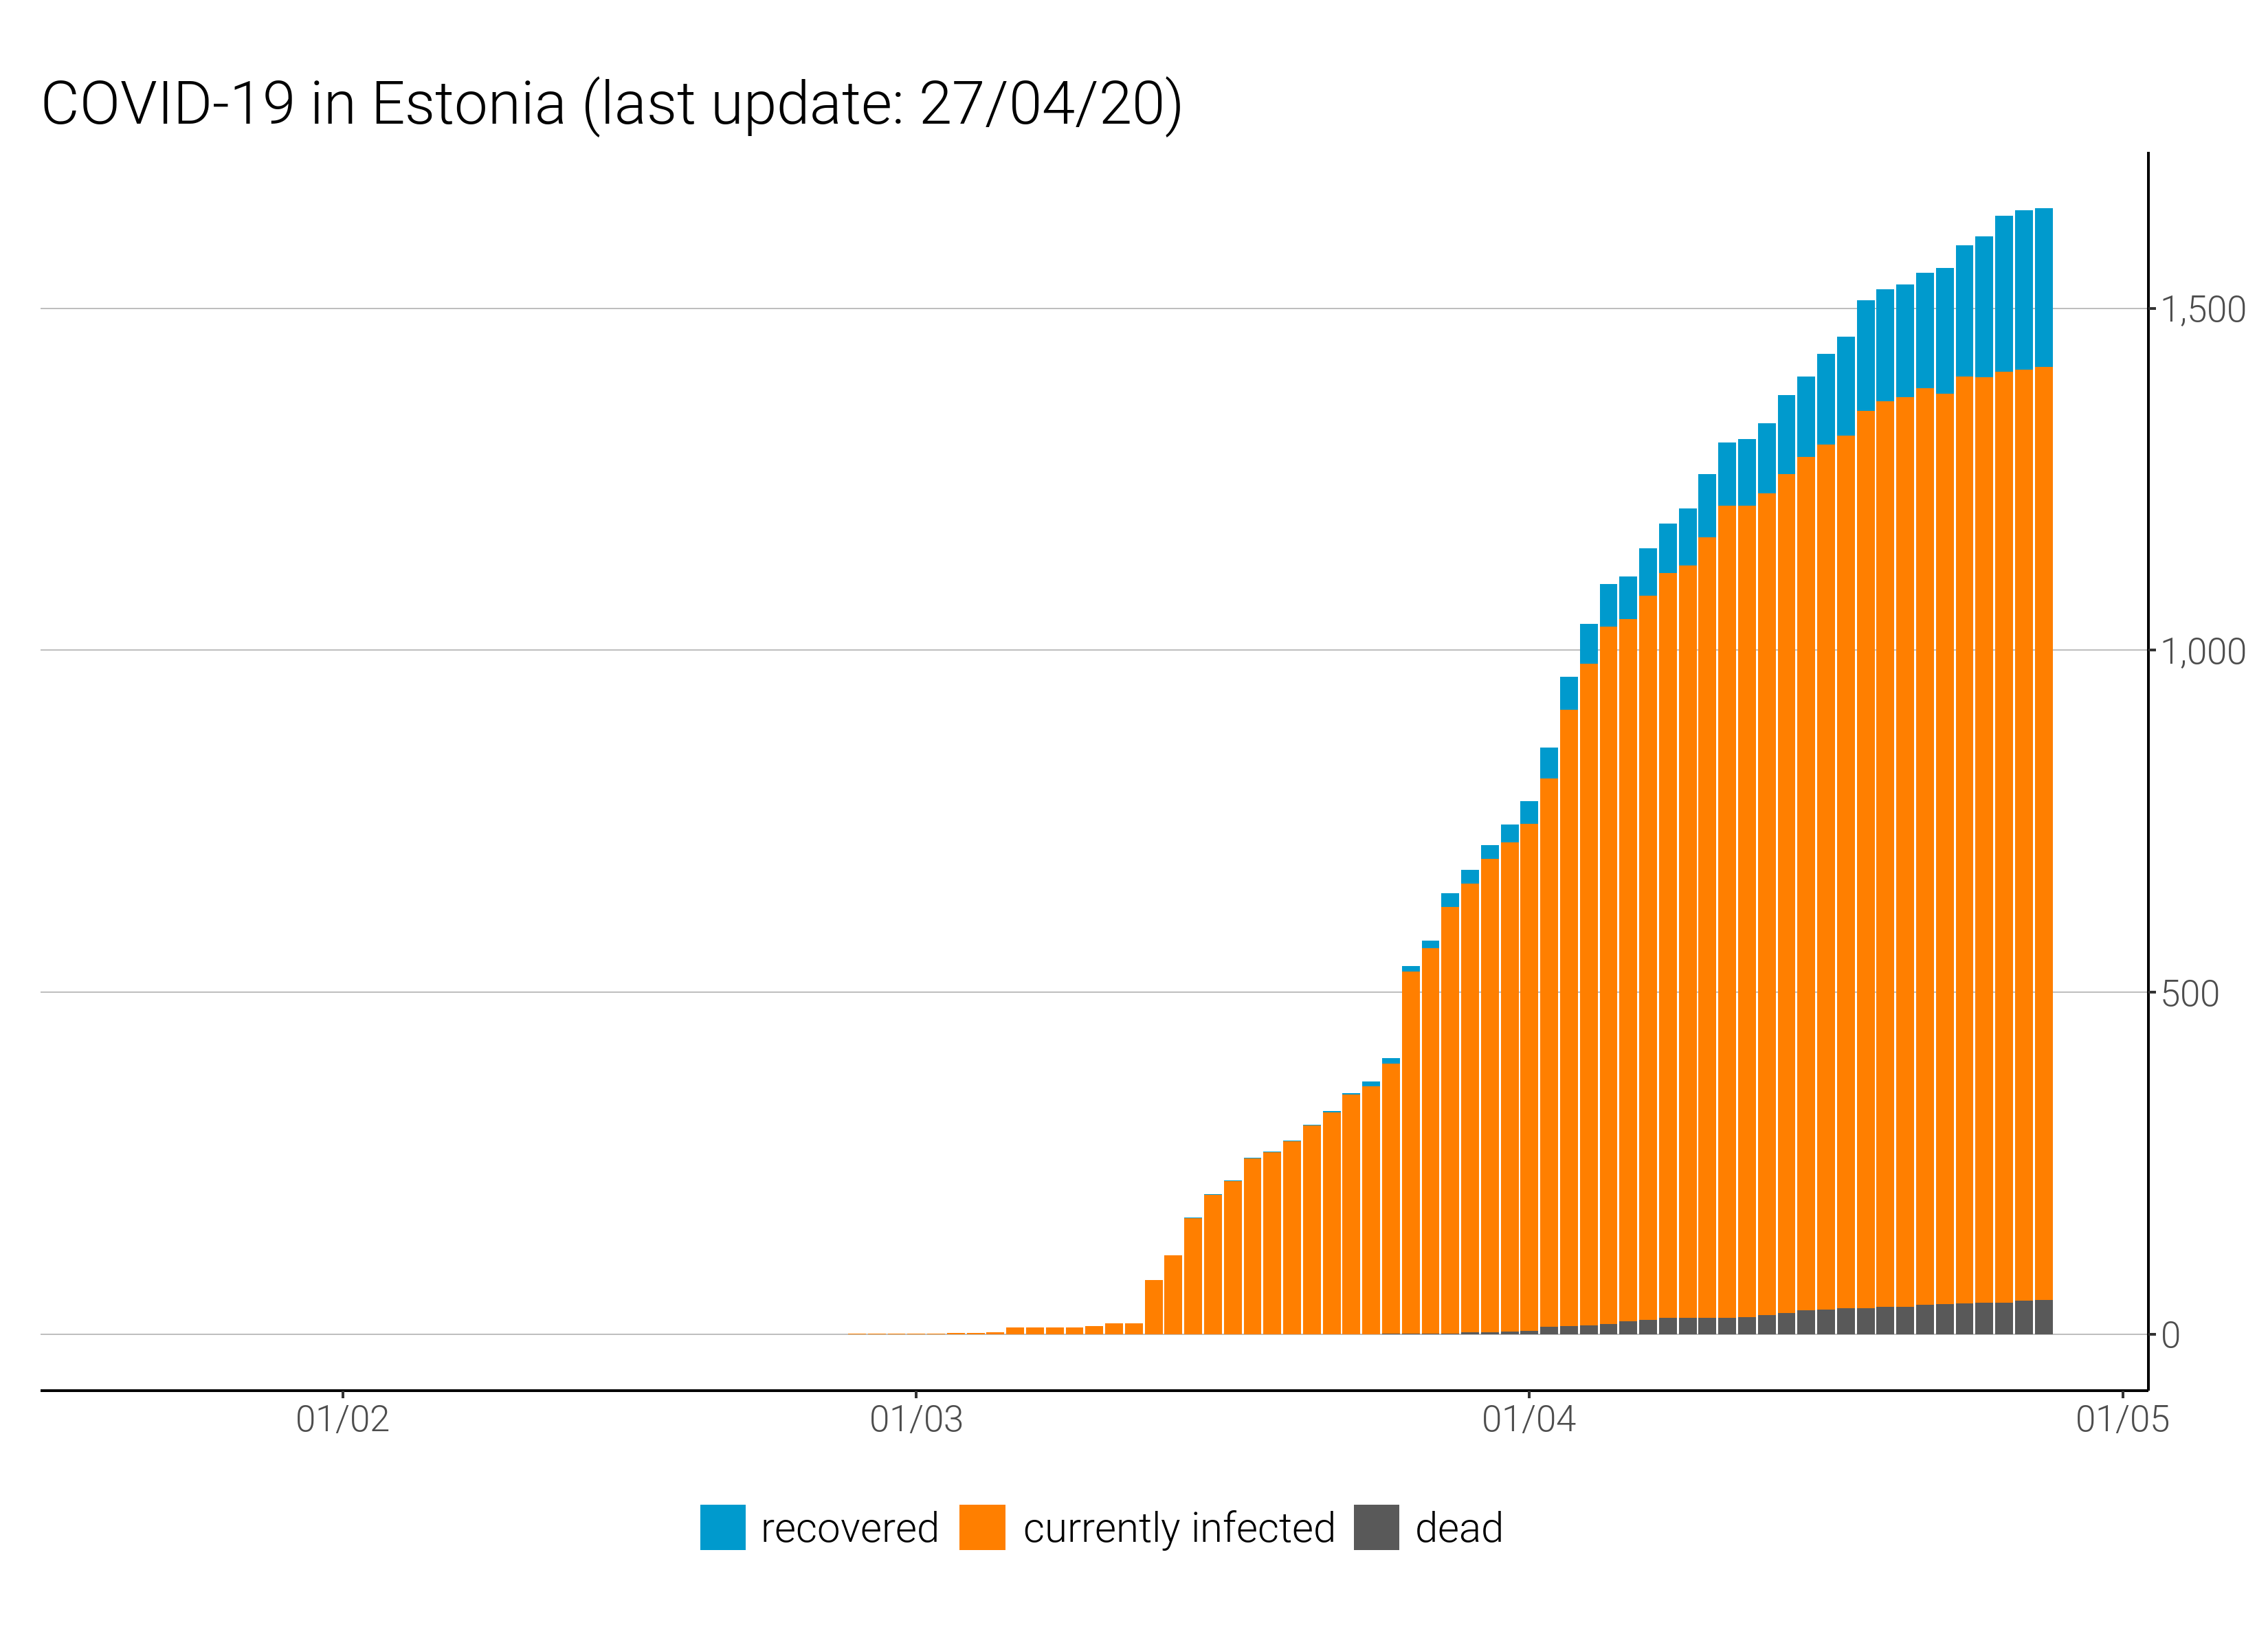 COVID-19 in Estonia (last update: 27/04/20)
1,500
1,000
500
0
01/02 01/03 01/04 01/05
recovered currently infected dead